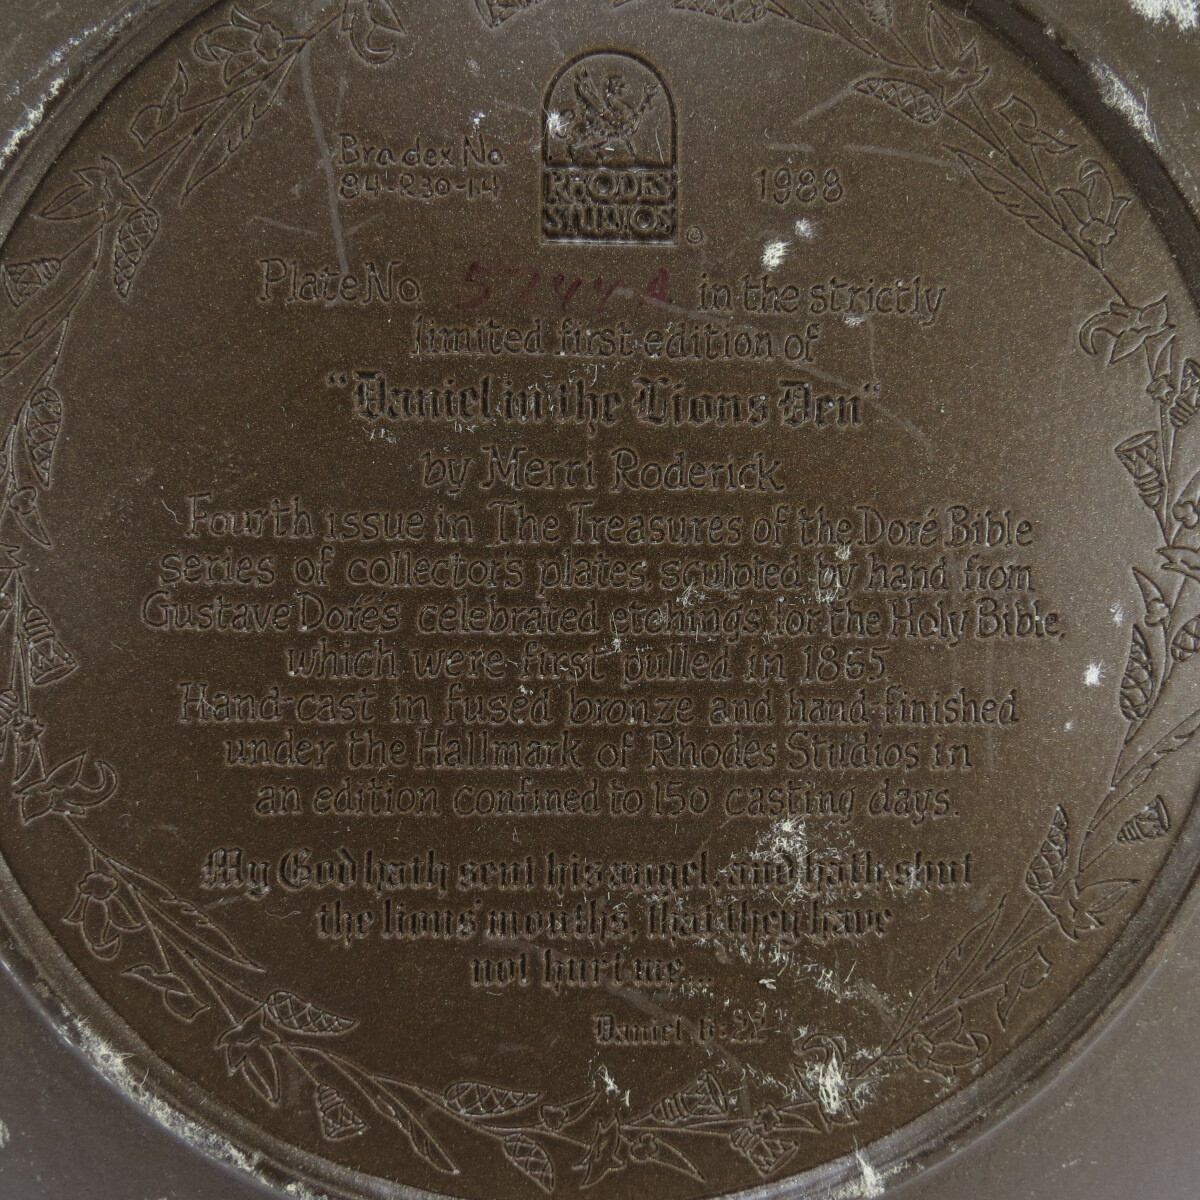 Bradex No.
84-R30-1.4
RHODES
STUDIOS
®
1988
Plate No. 5744A in the strictly
limited first edition of
"Daniel in the Lions Den"
by Merri Roderick
Fourth issue in The Treasures of the Doré Bible
series of collector's plates, sculpted by hand from
Gustave Doré's celebrated etchings for the Holy Bible,
which were first pulled in 1865.
Hand-cast in fused bronze and hand-finished
under the Hallmark of Rhodes Studios in
an edition confined to 150 casting days.
My God hath sent his angel, and hath shut
the lions' mouths, that they have
not hurt me...
Daniel 6:22